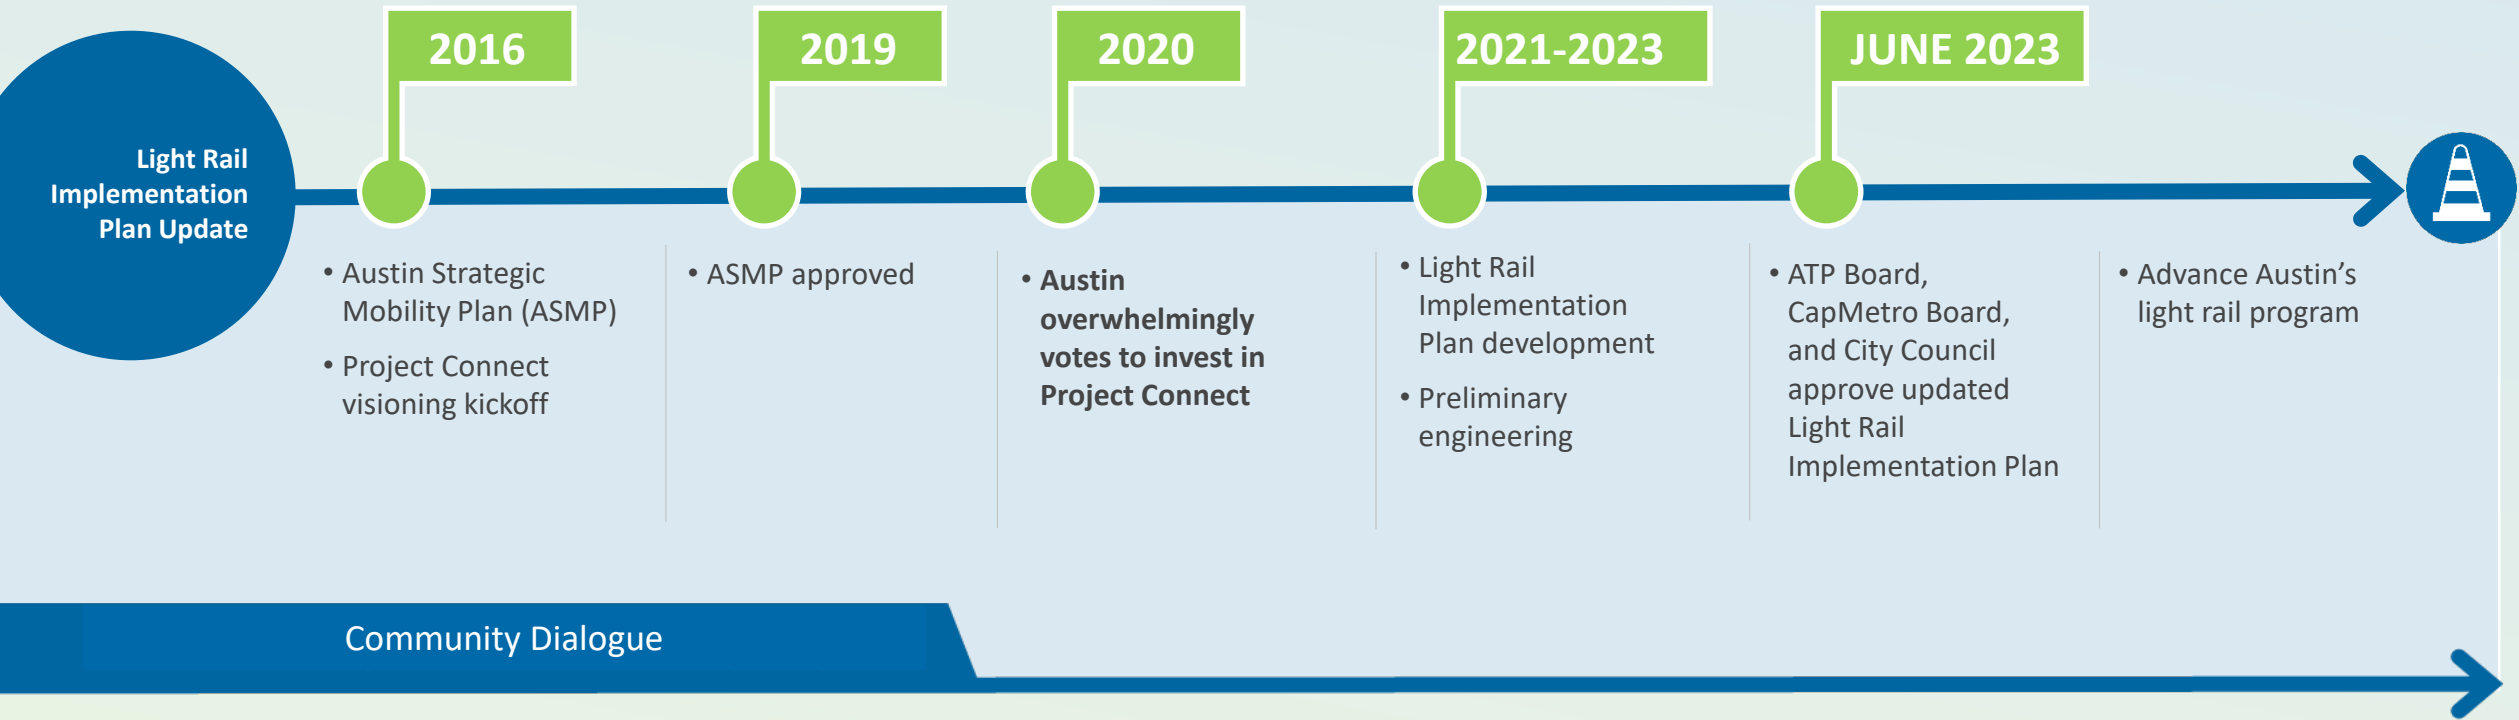 Light Rail
Implementation
Plan Update
2016
• Austin Strategic
Mobility Plan (ASMP)
• Project Connect
visioning kickoff
2019
• ASMP approved
2020
• Austin
overwhelmingly
votes to invest in
Project Connect
2021-2023
• Light Rail
Implementation
Plan development
• Preliminary
engineering
JUNE 2023
• ATP Board,
CapMetro Board,
and City Council
approve updated
Light Rail
Implementation Plan
• Advance Austin’s
light rail program
Community Dialogue